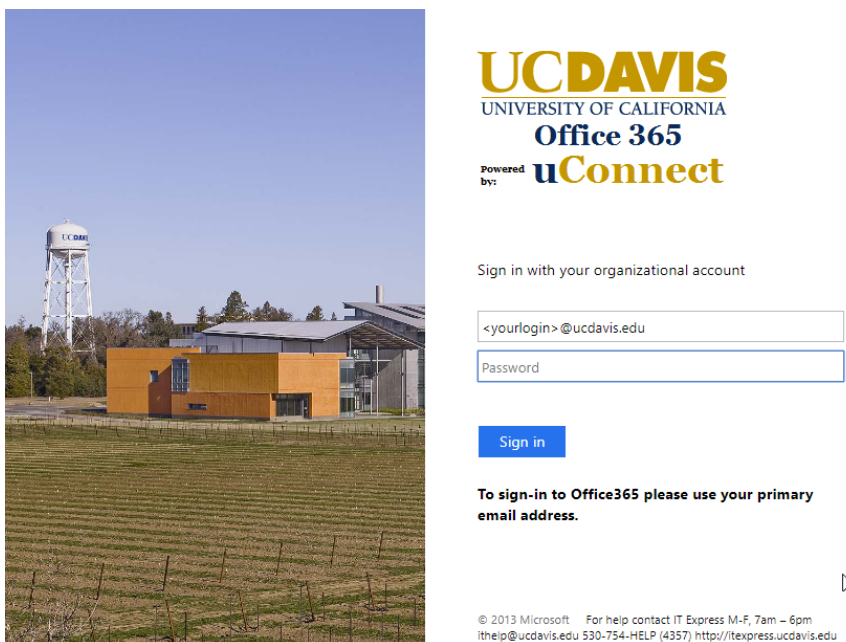 UC DAVIS
UC DAVIS
UNIVERSITY OF CALIFORNIA
Office 365
Powered by: uConnect
Sign in with your organizational account
<yourlogin>@ucdavis.edu
Password
Sign in
To sign-in to Office365 please use your primary
email address.
© 2013 Microsoft For help contact IT Express M-F, 7am – 6pm
ithelp@ucdavis.edu 530-754-HELP (4357) http://itexpress.ucdavis.edu